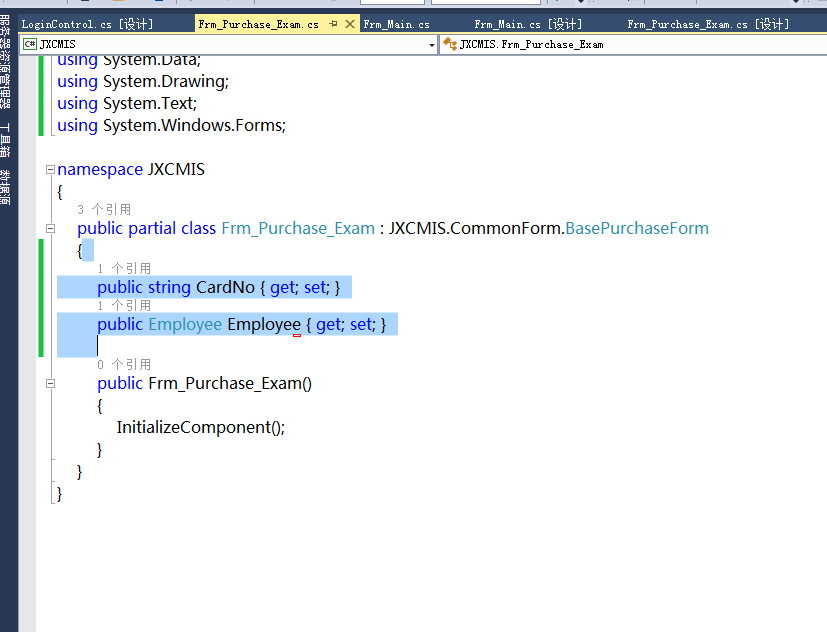 LoginControl.cs [设计]
Frm_Purchase_Exam.cs
Frm_Main.cs
Frm_Main.cs [设计]
Frm_Purchase_Exam.cs [设计]
C# JXCMIS
JXCMIS.Frm_Purchase_Exam
服务器资源管理器
工具箱
数据源
using System.Data;
using System.Drawing;
using System.Text;
using System.Windows.Forms;
namespace JXCMIS
{
3 个引用
public partial class Frm_Purchase_Exam : JXCMIS.CommonForm.BasePurchaseForm
{
1 个引用
public string CardNo { get; set; }
1 个引用
public Employee Employee { get; set; }
0 个引用
public Frm_Purchase_Exam()
{
InitializeComponent();
}
}
}